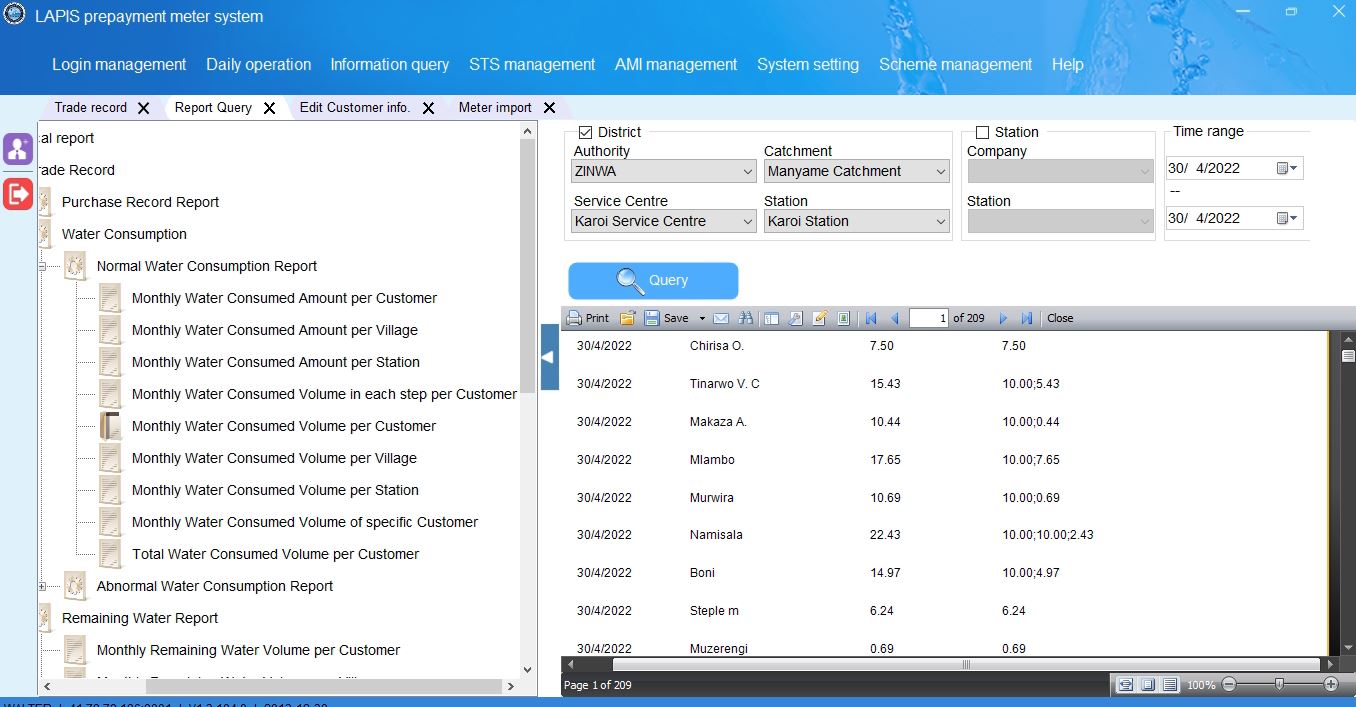 LAPIS prepayment meter system
Login management Daily operation Information query STS management AMI management System setting Scheme management Help
Trade record Report Query Edit Customer info. Meter import
al report
rade Record
Purchase Record Report
Water Consumption
Normal Water Consumption Report
Monthly Water Consumed Amount per Customer
Monthly Water Consumed Amount per Village
Monthly Water Consumed Amount per Station
Monthly Water Consumed Volume in each step per Customer
Monthly Water Consumed Volume per Customer
Monthly Water Consumed Volume per Village
Monthly Water Consumed Volume per Station
Monthly Water Consumed Volume of specific Customer
Total Water Consumed Volume per Customer
Abnormal Water Consumption Report
Remaining Water Report
Monthly Remaining Water Volume per Customer
District
Authority Catchment
ZINWA Manyame Catchment
Service Centre Station
Karoi Service Centre Karoi Station
Station
Company
Station
Time range
30/ 4/2022
--
30/ 4/2022
Query
Print Save 1 of 209 Close
30/4/2022 Chirisa O. 7.50 7.50
30/4/2022 Tinarwo V. C 15.43 10.00;5.43
30/4/2022 Makaza A. 10.44 10.00;0.44
30/4/2022 Mlambo 17.65 10.00;7.65
30/4/2022 Murwira 10.69 10.00;0.69
30/4/2022 Namisala 22.43 10.00;10.00;2.43
30/4/2022 Boni 14.97 10.00;4.97
30/4/2022 Steple m 6.24 6.24
30/4/2022 Muzerengi 0.69 0.69
Page 1 of 209 100%